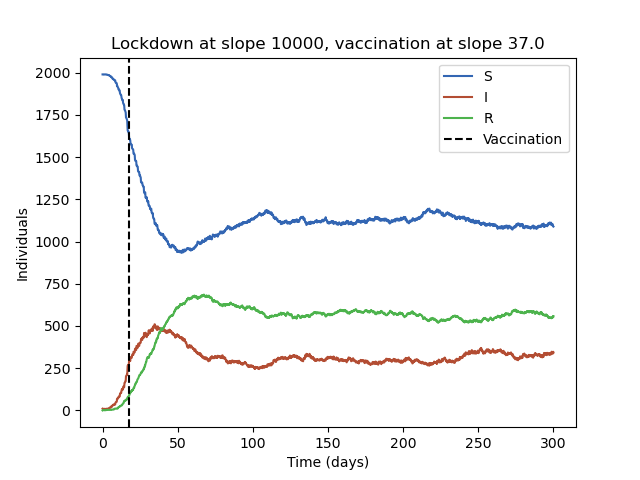 Lockdown at slope 10000, vaccination at slope 37.0
S
I
R
Vaccination
Individuals
2000
1750
1500
1250
1000
750
500
250
0
0 50 100 150 200 250 300
Time (days)